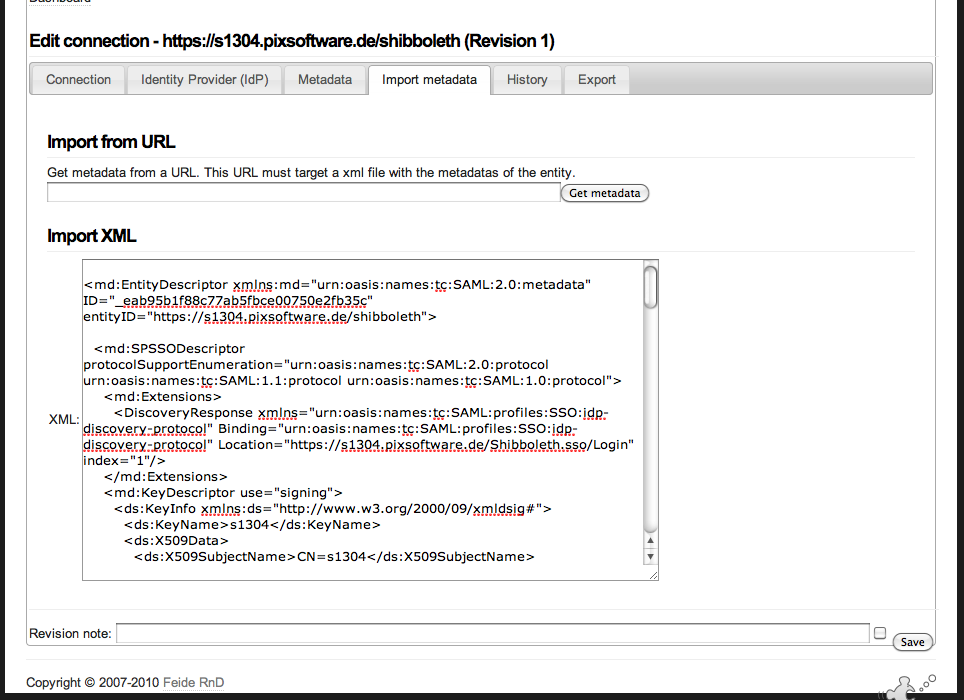 Dashboard
Edit connection - https://s1304.pixsoftware.de/shibboleth (Revision 1)
Connection Identity Provider (IdP) Metadata Import metadata History Export
Import from URL
Get metadata from a URL. This URL must target a xml file with the metadatas of the entity.
Get metadata
Import XML
XML:
<md:EntityDescriptor xmlns:md="urn:oasis:names:tc:SAML:2.0:metadata"
ID="_eab95b1f88c77ab5fbce00750e2fb35c"
entityID="https://s1304.pixsoftware.de/shibboleth">
<md:SPSSODescriptor
protocolSupportEnumeration="urn:oasis:names:tc:SAML:2.0:protocol
urn:oasis:names:tc:SAML:1.1:protocol urn:oasis:names:tc:SAML:1.0:protocol">
<md:Extensions>
<DiscoveryResponse xmlns="urn:oasis:names:tc:SAML:profiles:SSO:idp-
discovery-protocol" Binding="urn:oasis:names:tc:SAML:profiles:SSO:idp-
discovery-protocol" Location="https://s1304.pixsoftware.de/Shibboleth.sso/Login"
index="1"/>
</md:Extensions>
<md:KeyDescriptor use="signing">
<ds:KeyInfo xmlns:ds="http://www.w3.org/2000/09/xmldsig#">
<ds:KeyName>s1304</ds:KeyName>
<ds:X509Data>
<ds:X509SubjectName>CN=s1304</ds:X509SubjectName>
Revision note:
Save
Copyright © 2007-2010 Feide RnD